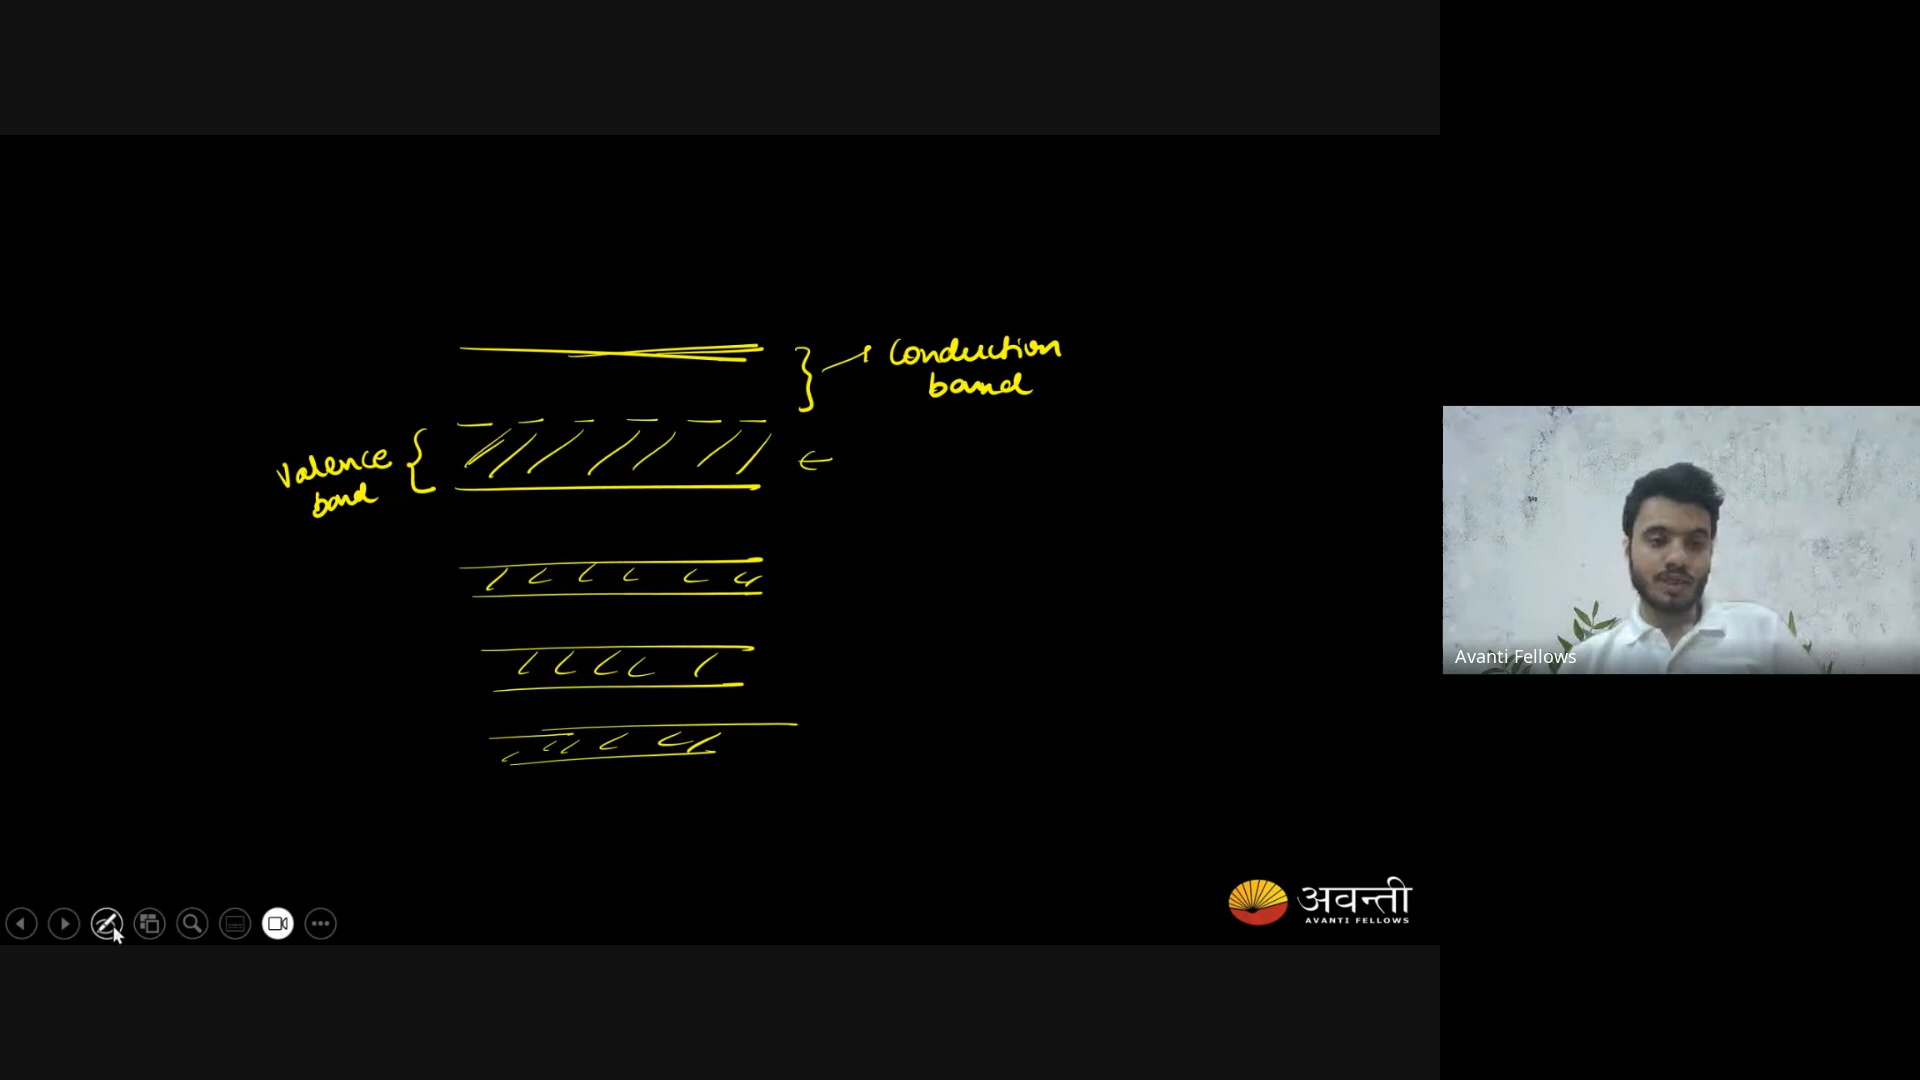 Conduction
band
Valence
band
Avanti Fellows
अवन्ती
AVANTI FELLOWS